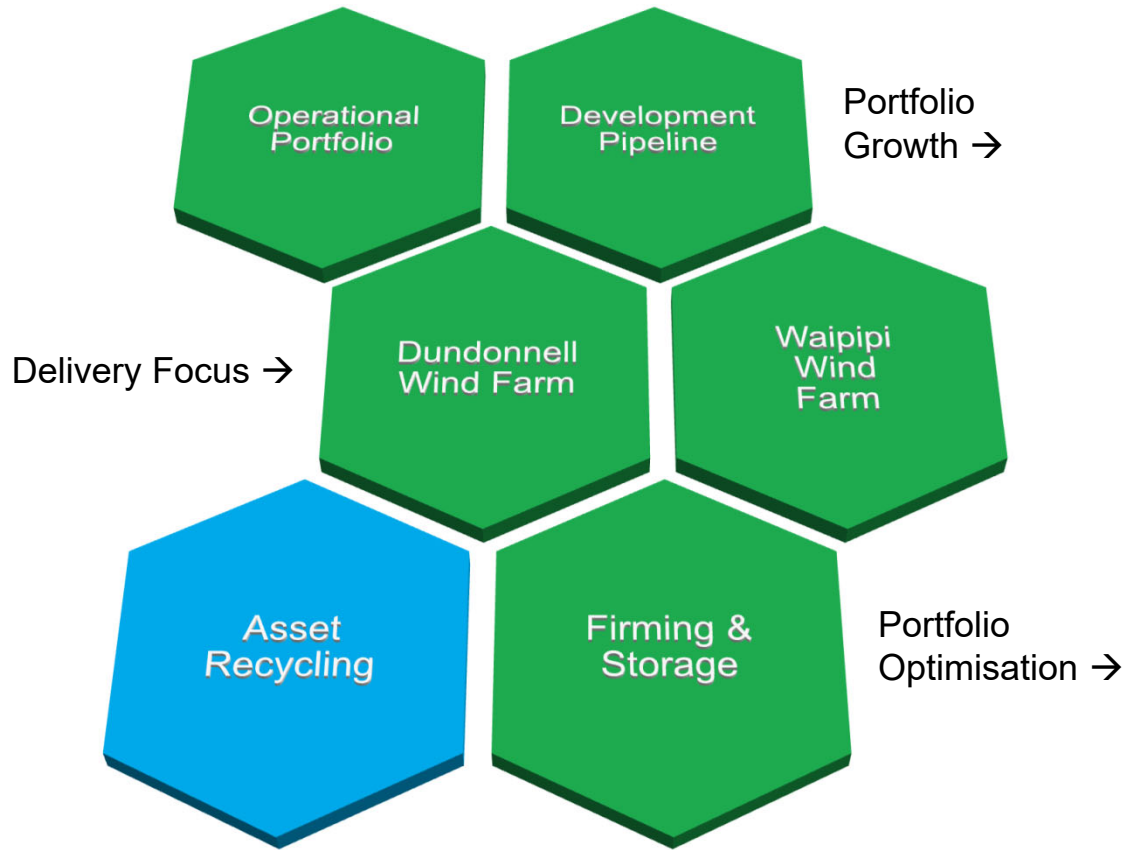 Operational
Portfolio
Development
Pipeline
Portfolio
Growth →
Delivery Focus →
Dundonnell
Wind Farm
Waipipi
Wind
Farm
Asset
Recycling
Firming &
Storage
Portfolio
Optimisation →